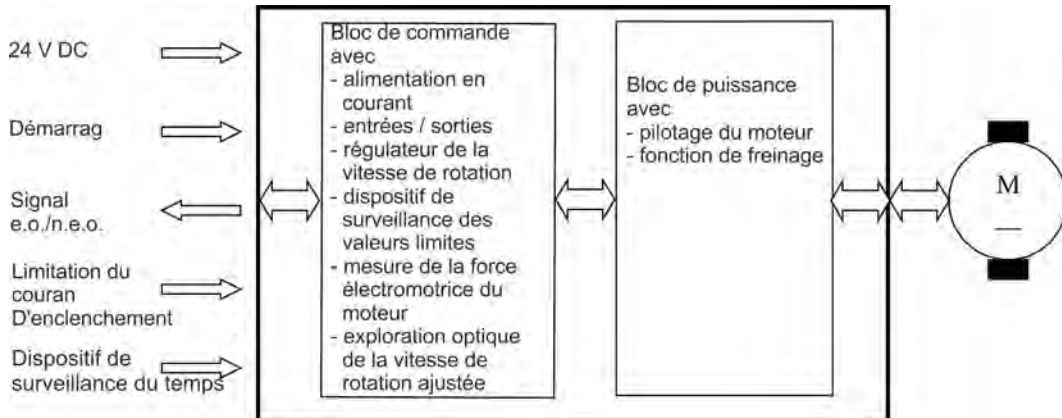 24 V DC
Démarrag
Signal
e.o./n.e.o.
Limitation du
couran
D'enclenchement
Dispositif de
surveillance du temps
Bloc de commande
avec
- alimentation en
courant
- entrées / sorties
- régulateur de la
vitesse de rotation
- dispositif de
surveillance des
valeurs limites
- mesure de la force
électromotrice du
moteur
- exploration optique
de la vitesse de
rotation ajustée
Bloc de puissance
avec
- pilotage du moteur
- fonction de freinage
M